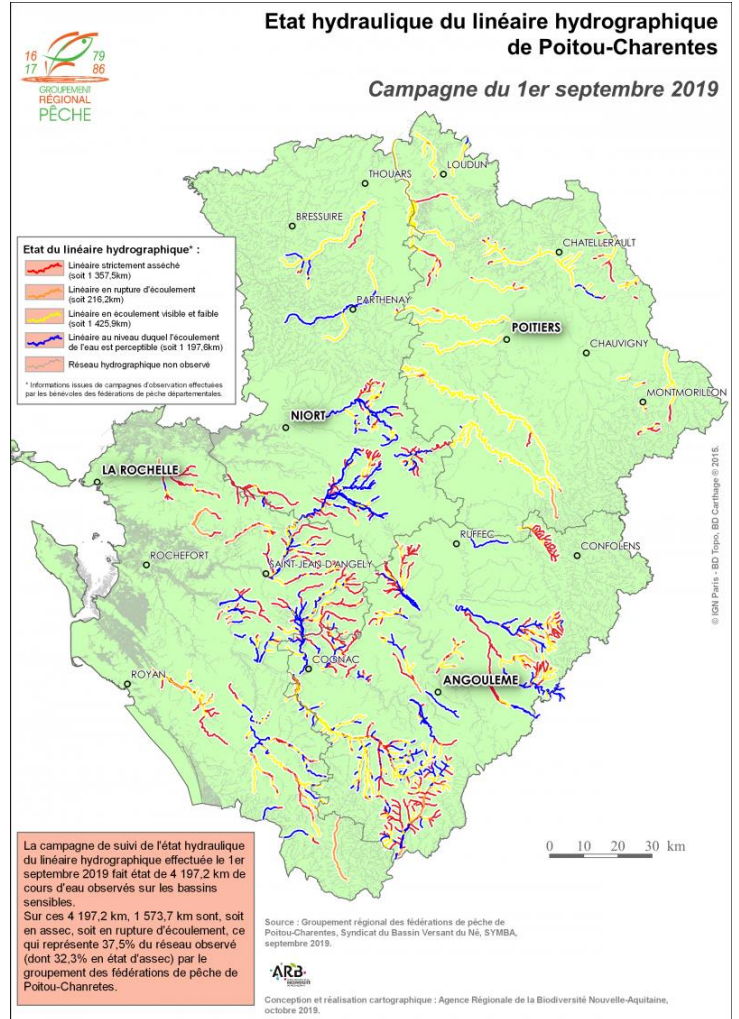 Etat hydraulique du linéaire hydrographique
de Poitou-Charentes
Campagne du 1er septembre 2019
16 79
17 86
GROUPEMENT
RÉGIONAL
PÊCHE
LOUDUN
THOUARS
BRESSUIRE
CHATELLERAULT
Etat du linéaire hydrographique* :
Linéaire strictement asséché
(soit 1 357,5km)
Linéaire en rupture d'écoulement
(soit 216,2km)
Linéaire en écoulement visible et faible
(soit 1 425,9km)
Linéaire au niveau duquel l'écoulement
de l'eau est perceptible (soit 1 197,6km)
Réseau hydrographique non observé
* Informations issues de campagnes d'observation effectuées
par les bénévoles des fédérations de pêche départementales.
PARTHENAY
POITIERS
CHAUVIGNY
MONTMORILLON
NIORT
LA ROCHELLE
RUFFEC
CONFOLENS
ROCHEFORT
SAINT-JEAN-D'ANGELY
COGNAC
ROYAN
ANGOULEME
© IGN Paris - BD Topo, BD Carthage ® 2015.
0 10 20 30 km
La campagne de suivi de l'état hydraulique
du linéaire hydrographique effectuée le 1er
septembre 2019 fait état de 4 197,2 km de
cours d'eau observés sur les bassins
sensibles.
Sur ces 4 197,2 km, 1 573,7 km sont, soit
en assec, soit en rupture d'écoulement, ce
qui représente 37,5% du réseau observé
(dont 32,3% en état d'assec) par le
groupement des fédérations de pêche de
Poitou-Chanretes.
Source : Groupement régional des fédérations de pêche de
Poitou-Charentes, Syndicat du Bassin Versant du Né, SYMBA,
septembre 2019.
ARB
Conception et réalisation cartographique : Agence Régionale de la Biodiversité Nouvelle-Aquitaine,
octobre 2019.